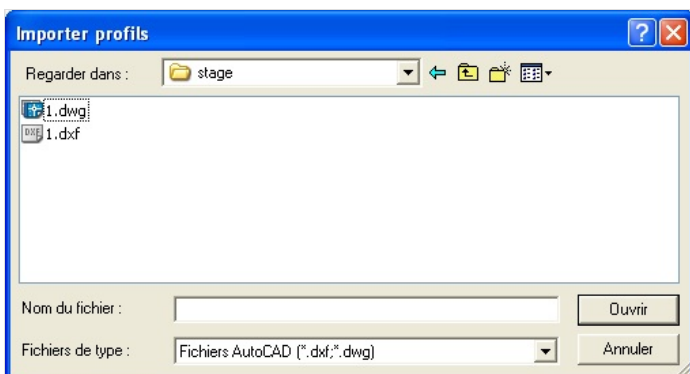 Importer profils
Regarder dans :
stage
1.dwg
DXF 1.dxf
Nom du fichier :
Ouvrir
Fichiers de type :
Fichiers AutoCAD (*.dxf;*.dwg)
Annuler